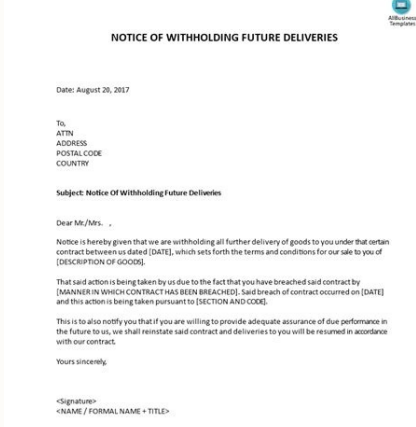 AllBusiness
Templates
NOTICE OF WITHHOLDING FUTURE DELIVERIES
Date: August 20, 2017
To,
ATTN
ADDRESS
POSTAL CODE
COUNTRY
Subject: Notice Of Withholding Future Deliveries
Dear Mr./Mrs. ,
Notice is hereby given that we are withholding all further delivery of goods to you under that certain
contract between us dated [DATE], which sets forth the terms and conditions for our sale to you of
[DESCRIPTION OF GOODS].
That said action is being taken by us due to the fact that you have breached said contract by
[MANNER IN WHICH CONTRACT HAS BEEN BREACHED]. Said breach of contract occurred on [DATE]
and this action is being taken pursuant to [SECTION AND CODE].
This is to also notify you that if you are willing to provide adequate assurance of due performance in
the future to us, we shall reinstate said contract and deliveries to you will be resumed in accordance
with our contract.
Yours sincerely,
<Signature>
<NAME / FORMAL NAME + TITLE>